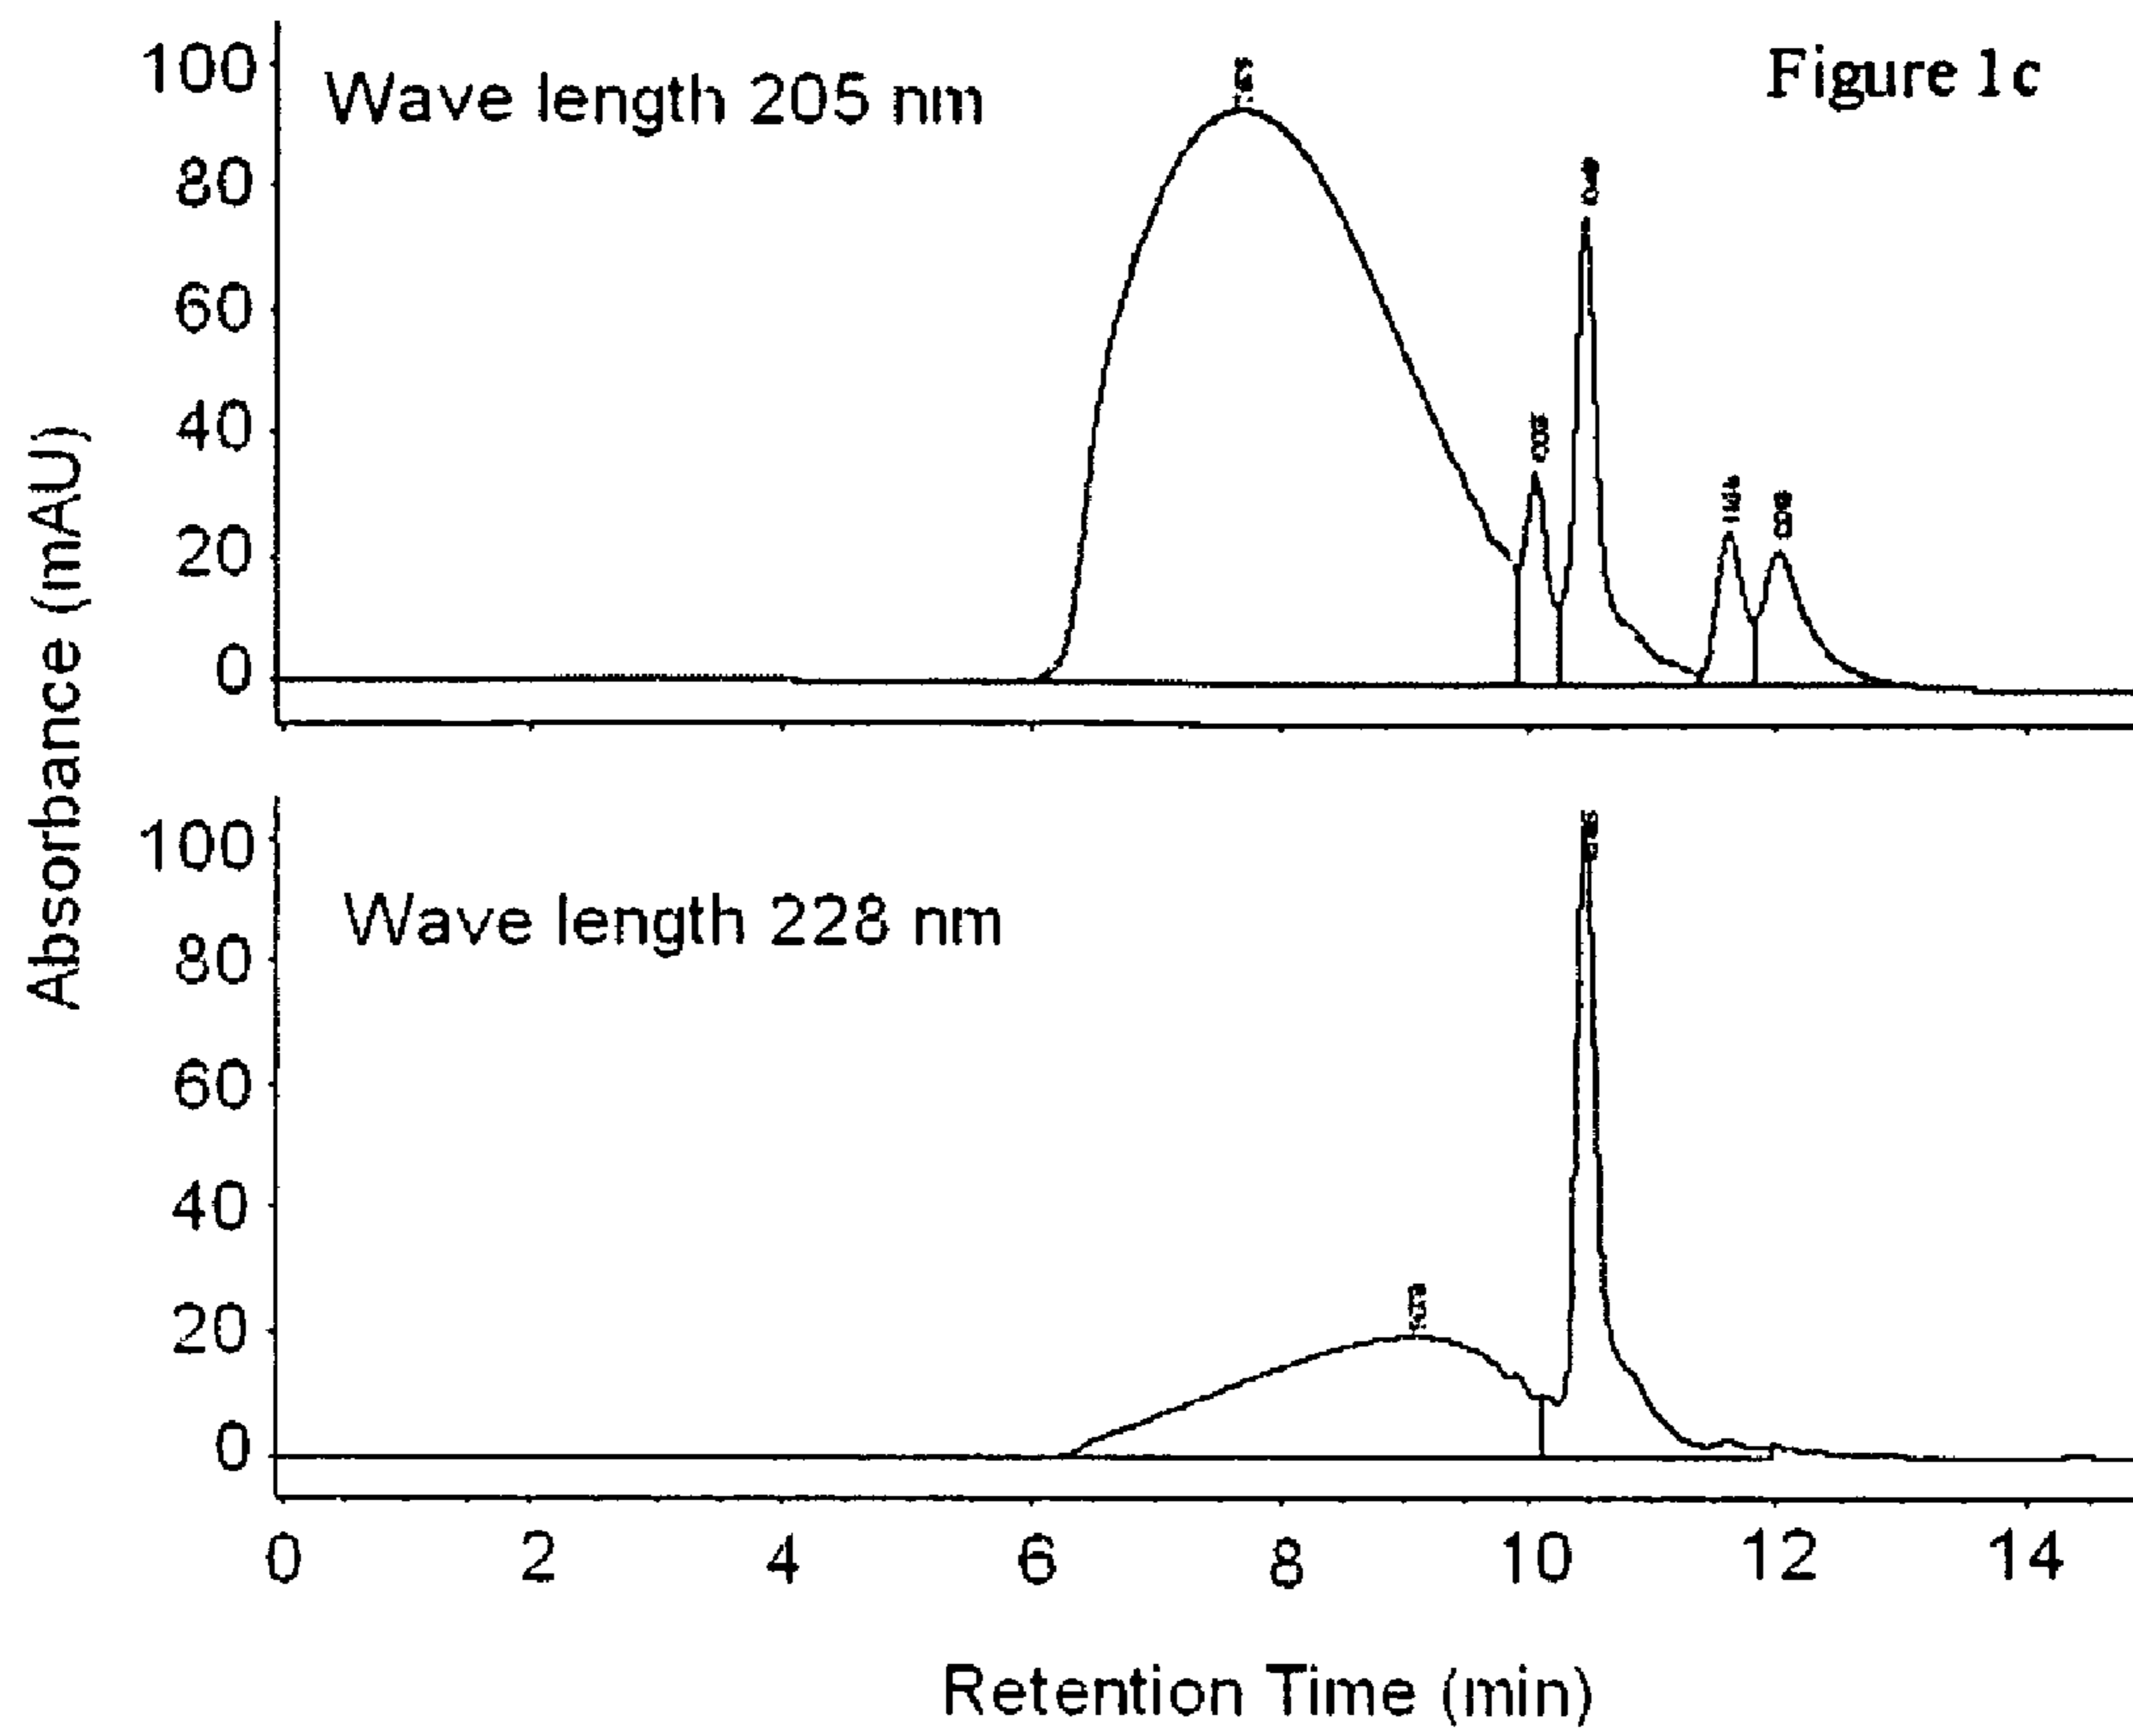 Figure 1c
Wave length 205 nm
100
80
60
40
20
0
Absorbance (mAU)
Wave length 228 nm
100
80
60
40
20
0
0 2 4 6 8 10 12 14
Retention Time (min)